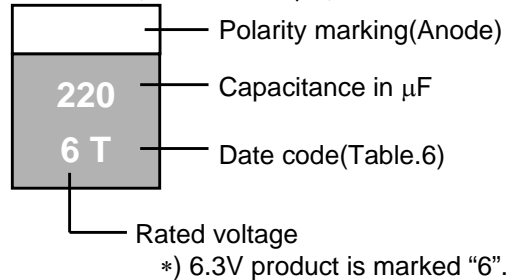 Polarity marking(Anode)
220
Capacitance in μF
6 T
Date code(Table.6)
Rated voltage
∗) 6.3V product is marked “6”.